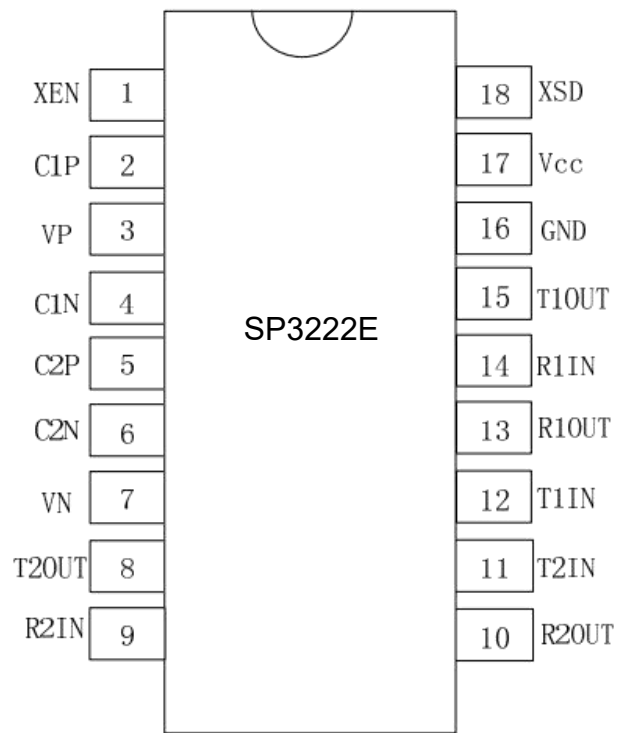 XEN 1 18 XSD
C1P 2 17 Vcc
VP 3 16 GND
C1N 4 15 T1OUT
SP3222E
C2P 5 14 R1IN
C2N 6 13 R1OUT
VN 7 12 T1IN
T2OUT 8 11 T2IN
R2IN 9 10 R2OUT